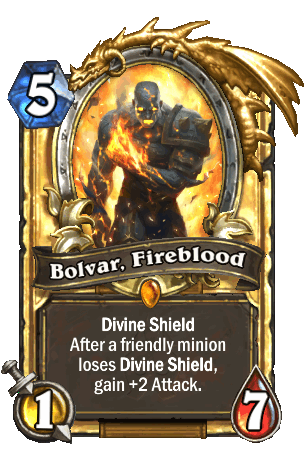 5
Bolvar, Fireblood
Divine Shield
After a friendly minion
loses Divine Shield,
gain +2 Attack.
1
7